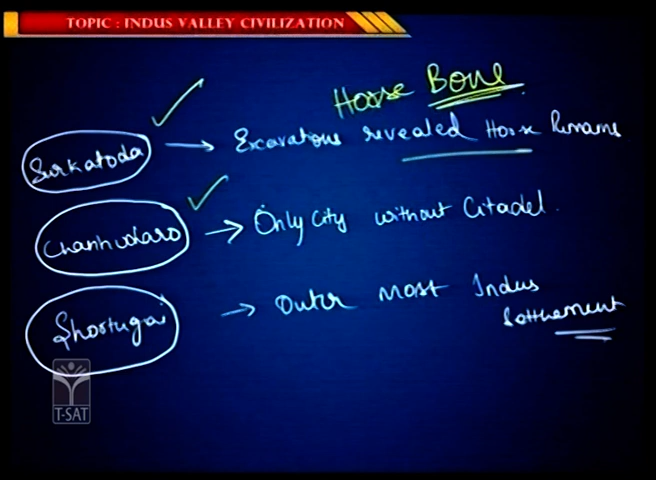 TOPIC : INDUS VALLEY CIVILIZATION
Horse Bone
Surkatoda → Excavations revealed Horse Remains
Chanhudaro → Only city without Citadel.
Shortugai → Outer most Indus
Settlement
T-SAT